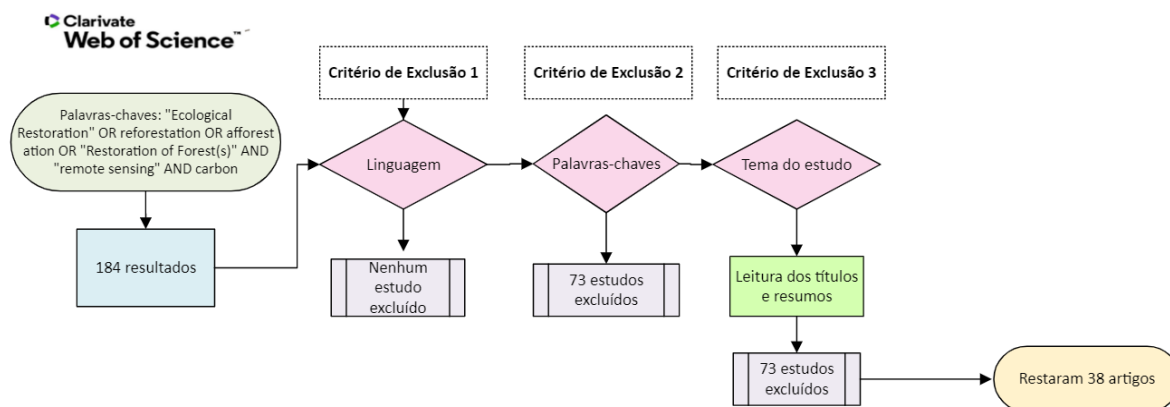 Clarivate
Web of Science™
Palavras-chaves: "Ecological
Restoration" OR reforestation OR afforest
ation OR "Restoration of Forest(s)" AND
"remote sensing" AND carbon
184 resultados
Critério de Exclusão 1
Linguagem
Nenhum
estudo
excluído
Critério de Exclusão 2
Palavras-chaves
73 estudos
excluídos
Critério de Exclusão 3
Tema do estudo
Leitura dos títulos
e resumos
73 estudos
excluídos
Restaram 38 artigos